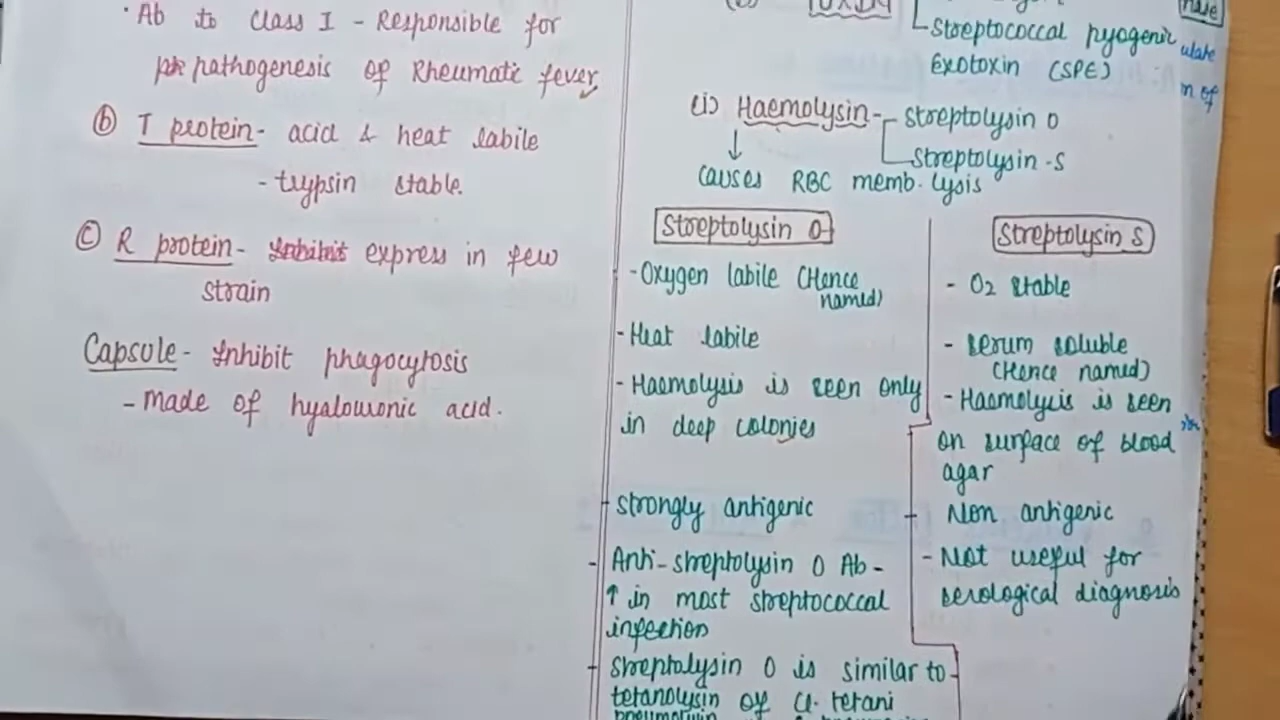 · Ab to Class I - Responsible for
pathogenesis of Rheumatic fever
ⓑ T protein - acid & heat labile
- trypsin stable.
ⓒ R protein - express in few
strain
Capsule - Inhibit phagocytosis
- made of hyalouronic acid.
Streptococcal pyogenic
Exotoxin (SPE)
(i) Haemolysin - Streptolysin O
Streptolysin - S
↓
causes RBC memb. lysis
Streptolysin O
- Oxygen labile (Hence
named)
- Heat labile
- Haemolysis is seen only
in deep colonies
- strongly antigenic
- Anti-streptolysin O Ab -
↑ in most streptococcal
infection
- Streptolysin O is similar to
tetanolysin of Cl. tetani
Streptolysin S
- O2 stable
- serum soluble
(Hence named)
- Haemolysis is seen
on surface of blood
agar
- Non antigenic
- Not useful for
serological diagnosis